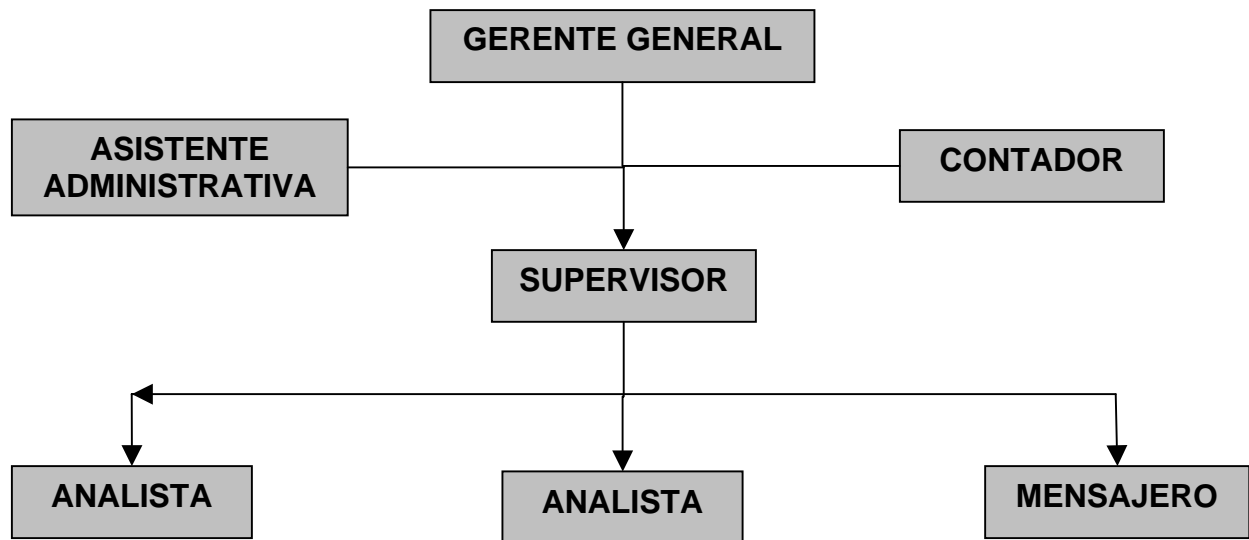 GERENTE GENERAL
ASISTENTE
ADMINISTRATIVA
CONTADOR
SUPERVISOR
ANALISTA
ANALISTA
MENSAJERO